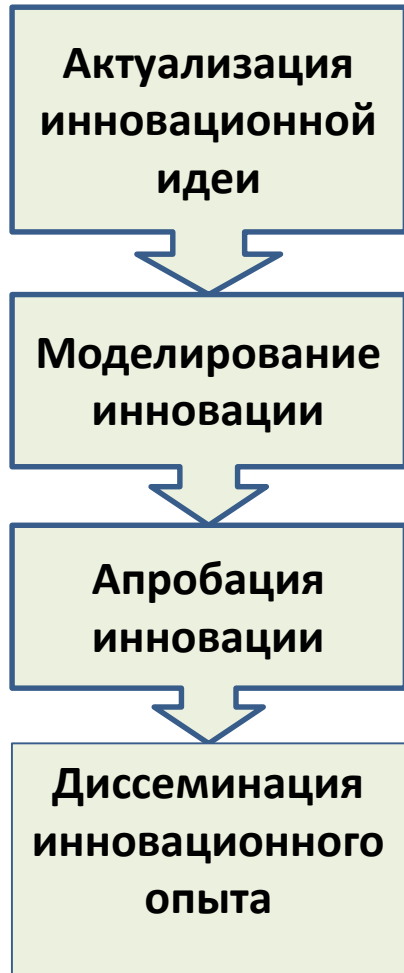 Актуализация
инновационной
идеи
Моделирование
инновации
Апробация
инновации
Диссеминация
инновационного
опыта